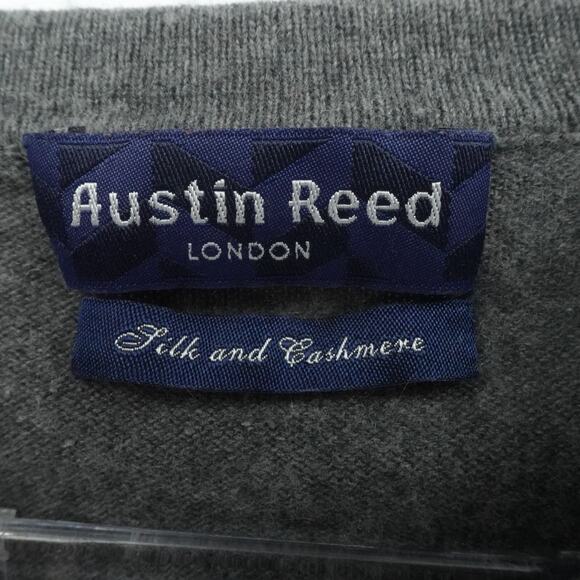 Austin Reed
LONDON
Silk and Cashmere